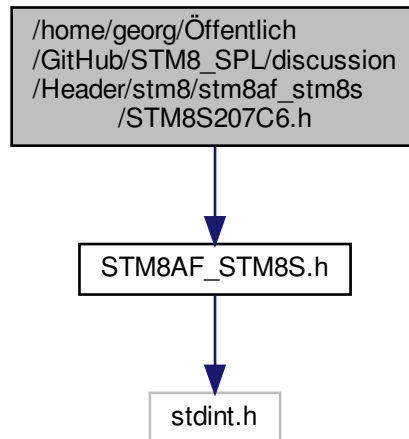 /home/georg/Öffentlich
/GitHub/STM8_SPL/discussion
/Header/stm8/stm8af_stm8s
/STM8S207C6.h
STM8AF_STM8S.h
stdint.h